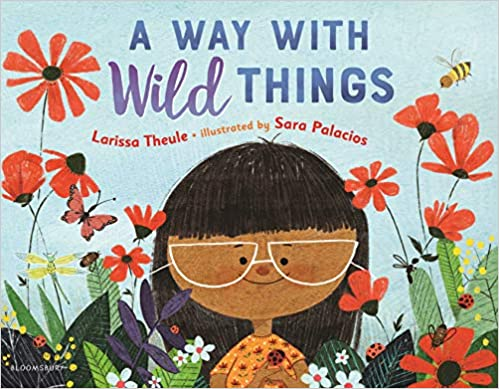 A WAY WITH
Wild THINGS
Larissa Theule • illustrated by Sara Palacios
BLOOMSBURY